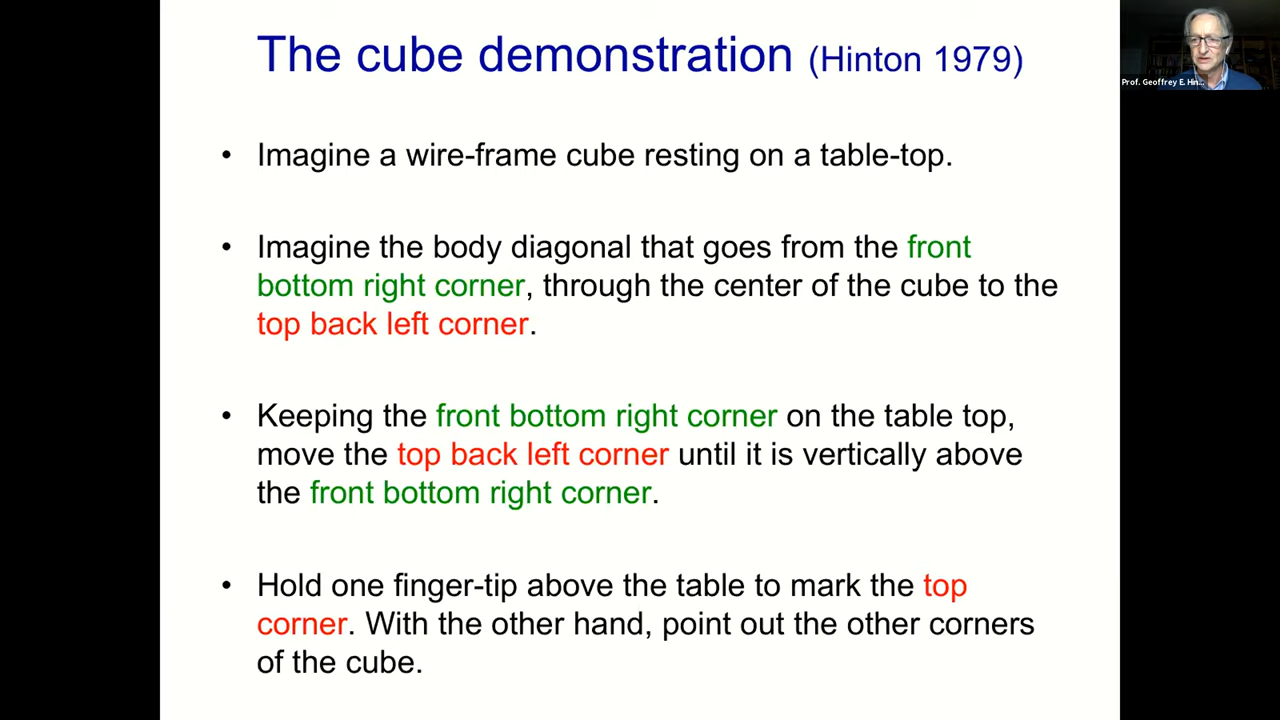 The cube demonstration (Hinton 1979)
Prof. Geoffrey E. Hin...
• Imagine a wire-frame cube resting on a table-top.
• Imagine the body diagonal that goes from the front
bottom right corner, through the center of the cube to the
top back left corner.
• Keeping the front bottom right corner on the table top,
move the top back left corner until it is vertically above
the front bottom right corner.
• Hold one finger-tip above the table to mark the top
corner. With the other hand, point out the other corners
of the cube.